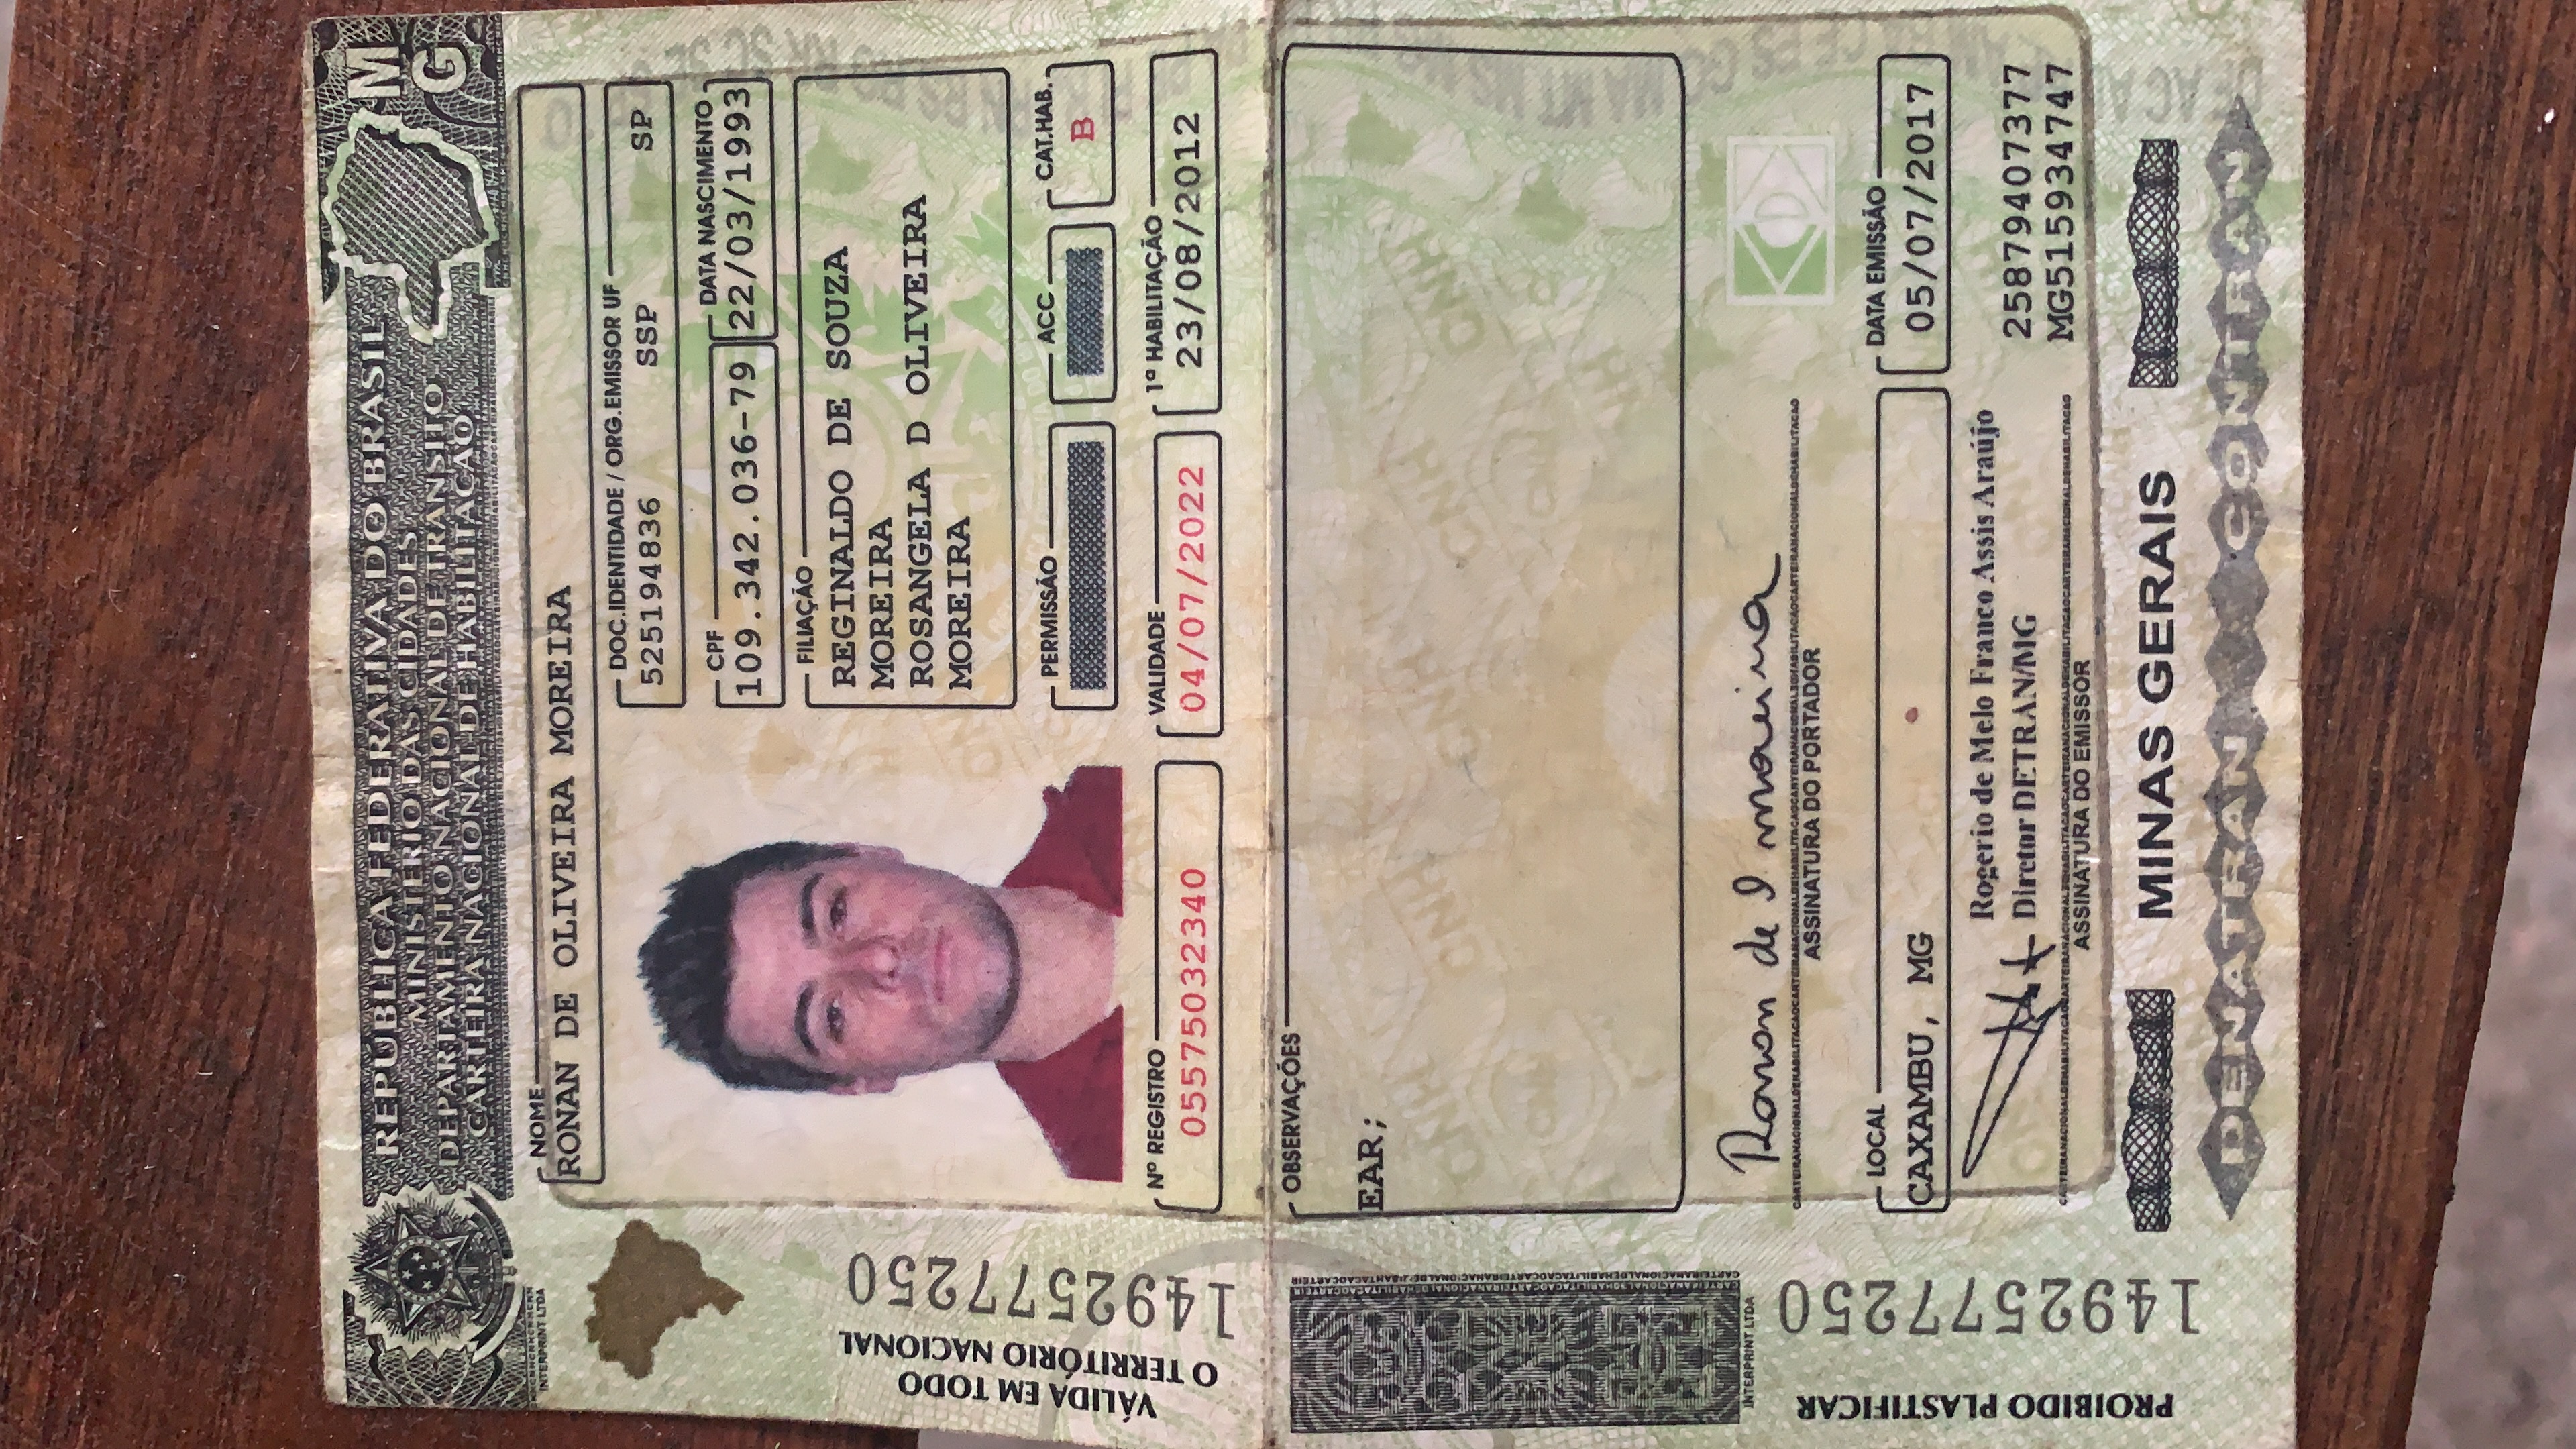 REPÚBLICA FEDERATIVA DO BRASIL
MINISTÉRIO DAS CIDADES
DEPARTAMENTO NACIONAL DE TRÂNSITO
CARTEIRA NACIONAL DE HABILITAÇÃO
M
G
INTERPRINT LTDA
NOME
RONAN DE OLIVEIRA MOREIRA
DOC.IDENTIDADE / ORG.EMISSOR UF
525194836 SSP SP
CPF
109.342.036-79
DATA NASCIMENTO
22/03/1993
FILIAÇÃO
REGINALDO DE SOUZA
MOREIRA
ROSANGELA D OLIVEIRA
MOREIRA
PERMISSÃO
ACC
CAT.HAB.
B
Nº REGISTRO
05575032340
VALIDADE
04/07/2022
1ª HABILITAÇÃO
23/08/2012
VÁLIDA EM TODO
O TERRITÓRIO NACIONAL
1492577250
OBSERVAÇÕES
EAR;
CNH CNH CNH CNH CNH
INTERPRINT LTDA
Ronan de O moreira
ASSINATURA DO PORTADOR
LOCAL
CAXAMBU, MG
DATA EMISSÃO
05/07/2017
Rogerio de Melo Franco Assis Araújo
Diretor DETRAN/MG
25879407377
MG515934747
ASSINATURA DO EMISSOR
PROIBIDO PLASTIFICAR
1492577250
MINAS GERAIS
DENATRAN CONTRAN